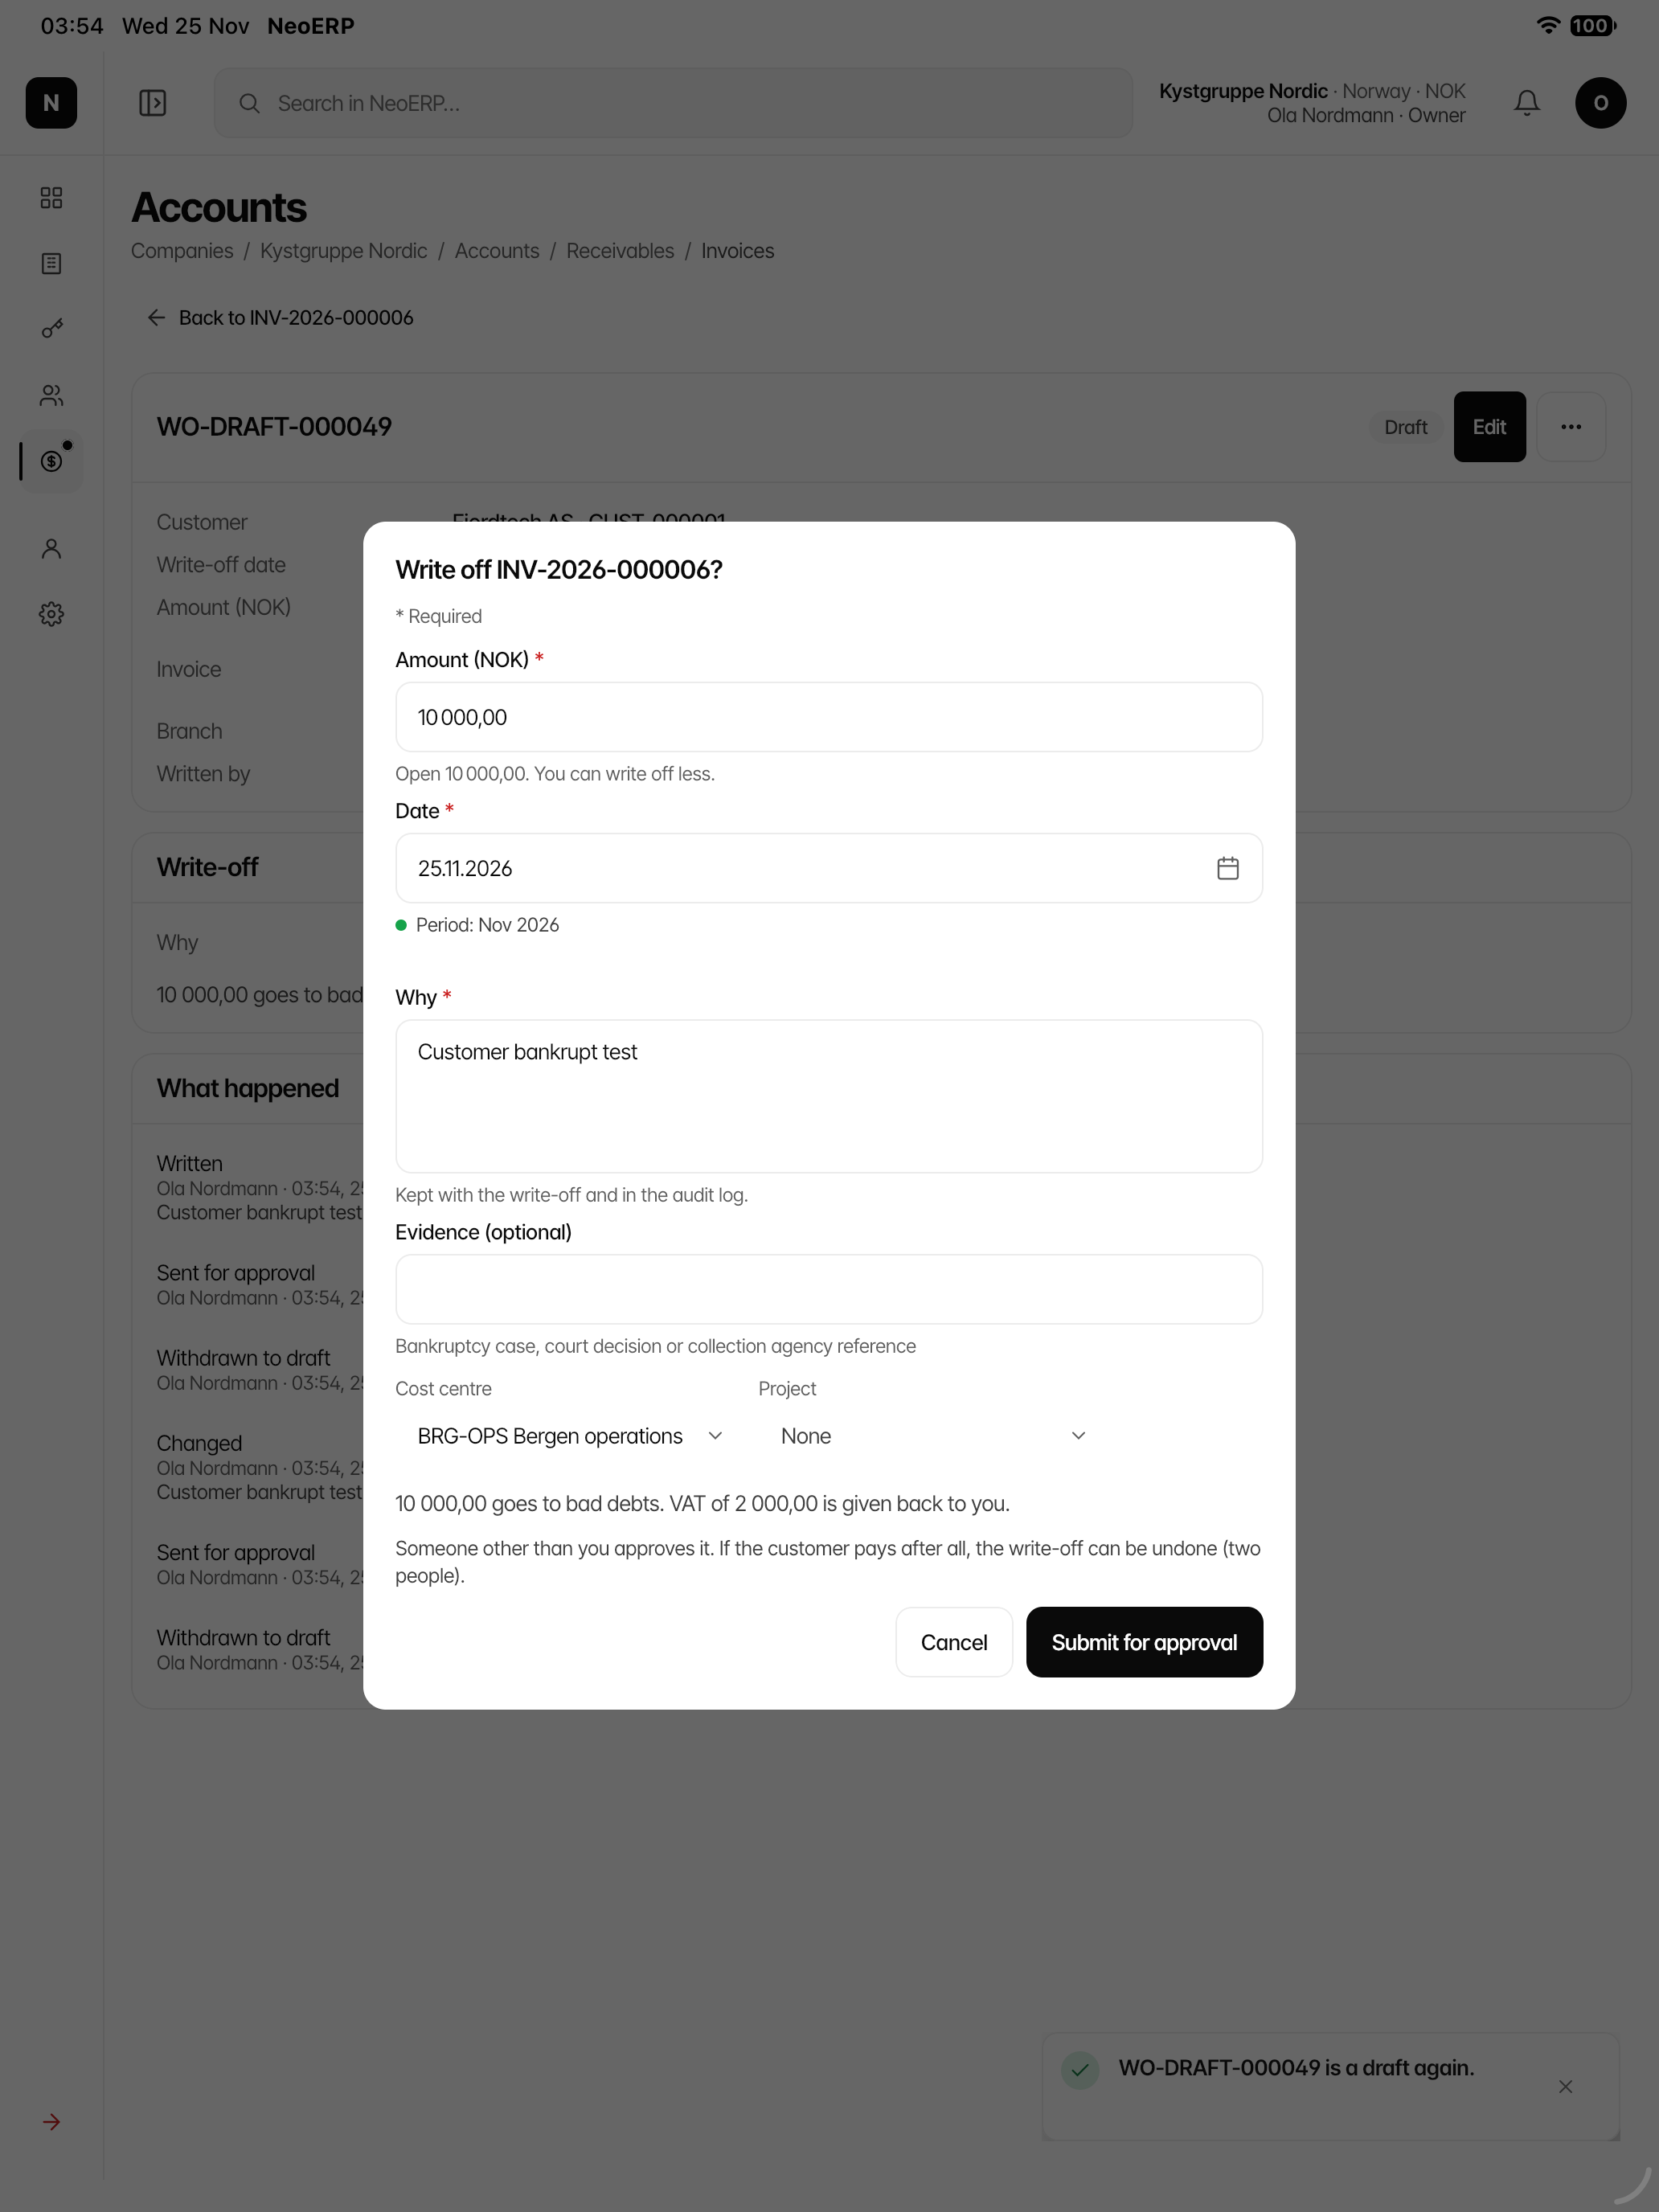 03:54 Wed 25 Nov NeoERP
100
N
Search in NeoERP...
Kystgruppe Nordic · Norway · NOK
Ola Nordmann · Owner
O
Accounts
Companies / Kystgruppe Nordic / Accounts / Receivables / Invoices
Back to INV-2026-000006
WO-DRAFT-000049
Draft
Edit
Customer
Fjordtech AS CUST-000001
Write-off date
Amount (NOK)
Invoice
Branch
Written by
Write-off
Why
10 000,00 goes to bad
What happened
Written
Ola Nordmann · 03:54, 25
Customer bankrupt test
Sent for approval
Ola Nordmann · 03:54, 25
Withdrawn to draft
Ola Nordmann · 03:54, 25
Changed
Ola Nordmann · 03:54, 25
Customer bankrupt test
Sent for approval
Ola Nordmann · 03:54, 25
Withdrawn to draft
Ola Nordmann · 03:54, 25
Write off INV-2026-000006?
* Required
Amount (NOK) *
10 000,00
Open 10 000,00. You can write off less.
Date *
25.11.2026
Period: Nov 2026
Why *
Customer bankrupt test
Kept with the write-off and in the audit log.
Evidence (optional)
Bankruptcy case, court decision or collection agency reference
Cost centre
Project
BRG-OPS Bergen operations
None
10 000,00 goes to bad debts. VAT of 2 000,00 is given back to you.
Someone other than you approves it. If the customer pays after all, the write-off can be undone (two
people).
Cancel
Submit for approval
WO-DRAFT-000049 is a draft again.